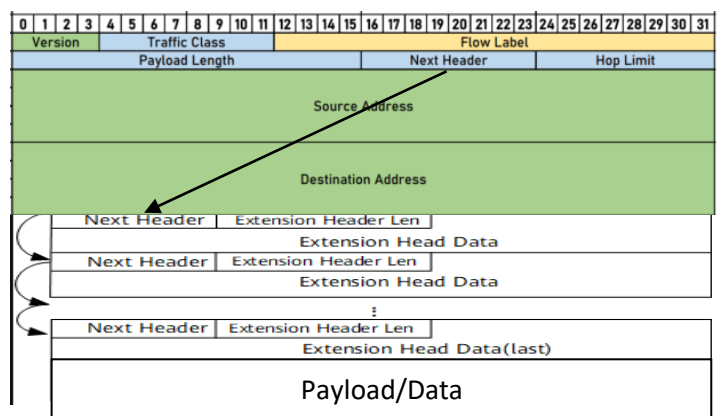 0 1 2 3 4 5 6 7 8 9 10 11 12 13 14 15 16 17 18 19 20 21 22 23 24 25 26 27 28 29 30 31
Version Traffic Class Flow Label
Payload Length Next Header Hop Limit
Source Address
Destination Address
Next Header Extension Header Len
Extension Head Data
Next Header Extension Header Len
Extension Head Data
⋮
Next Header Extension Header Len
Extension Head Data(last)
Payload/Data